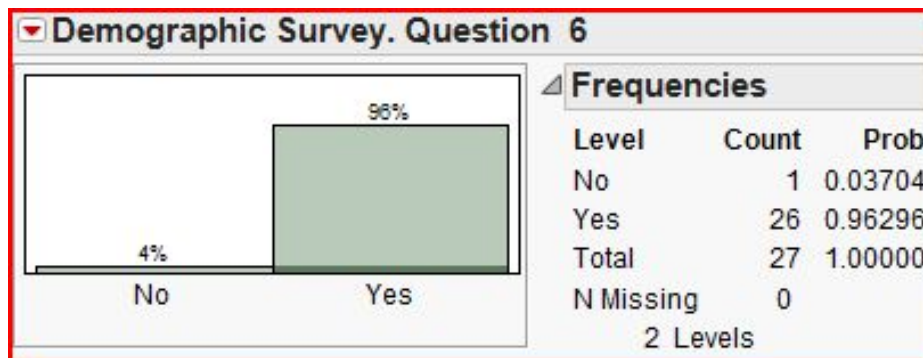 Demographic Survey. Question 6
96%
4%
No Yes
Frequencies
Level Count Prob
No 1 0.03704
Yes 26 0.96296
Total 27 1.00000
N Missing 0
2 Levels